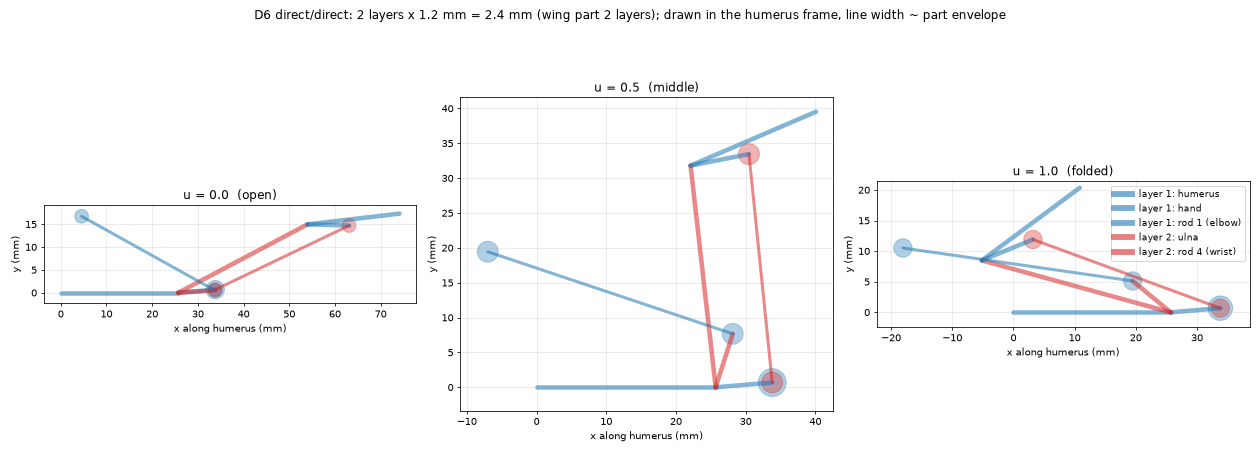 D6 direct/direct: 2 layers x 1.2 mm = 2.4 mm (wing part 2 layers); drawn in the humerus frame, line width ~ part envelope
u = 0.0  (open)
15
10
5
0
y (mm)
0 10 20 30 40 50 60 70
x along humerus (mm)
u = 0.5  (middle)
40
35
30
25
20
15
10
5
0
y (mm)
−10 0 10 20 30 40
x along humerus (mm)
u = 1.0  (folded)
20
15
10
5
0
y (mm)
−20 −10 0 10 20 30
x along humerus (mm)
layer 1: humerus
layer 1: hand
layer 1: rod 1 (elbow)
layer 2: ulna
layer 2: rod 4 (wrist)